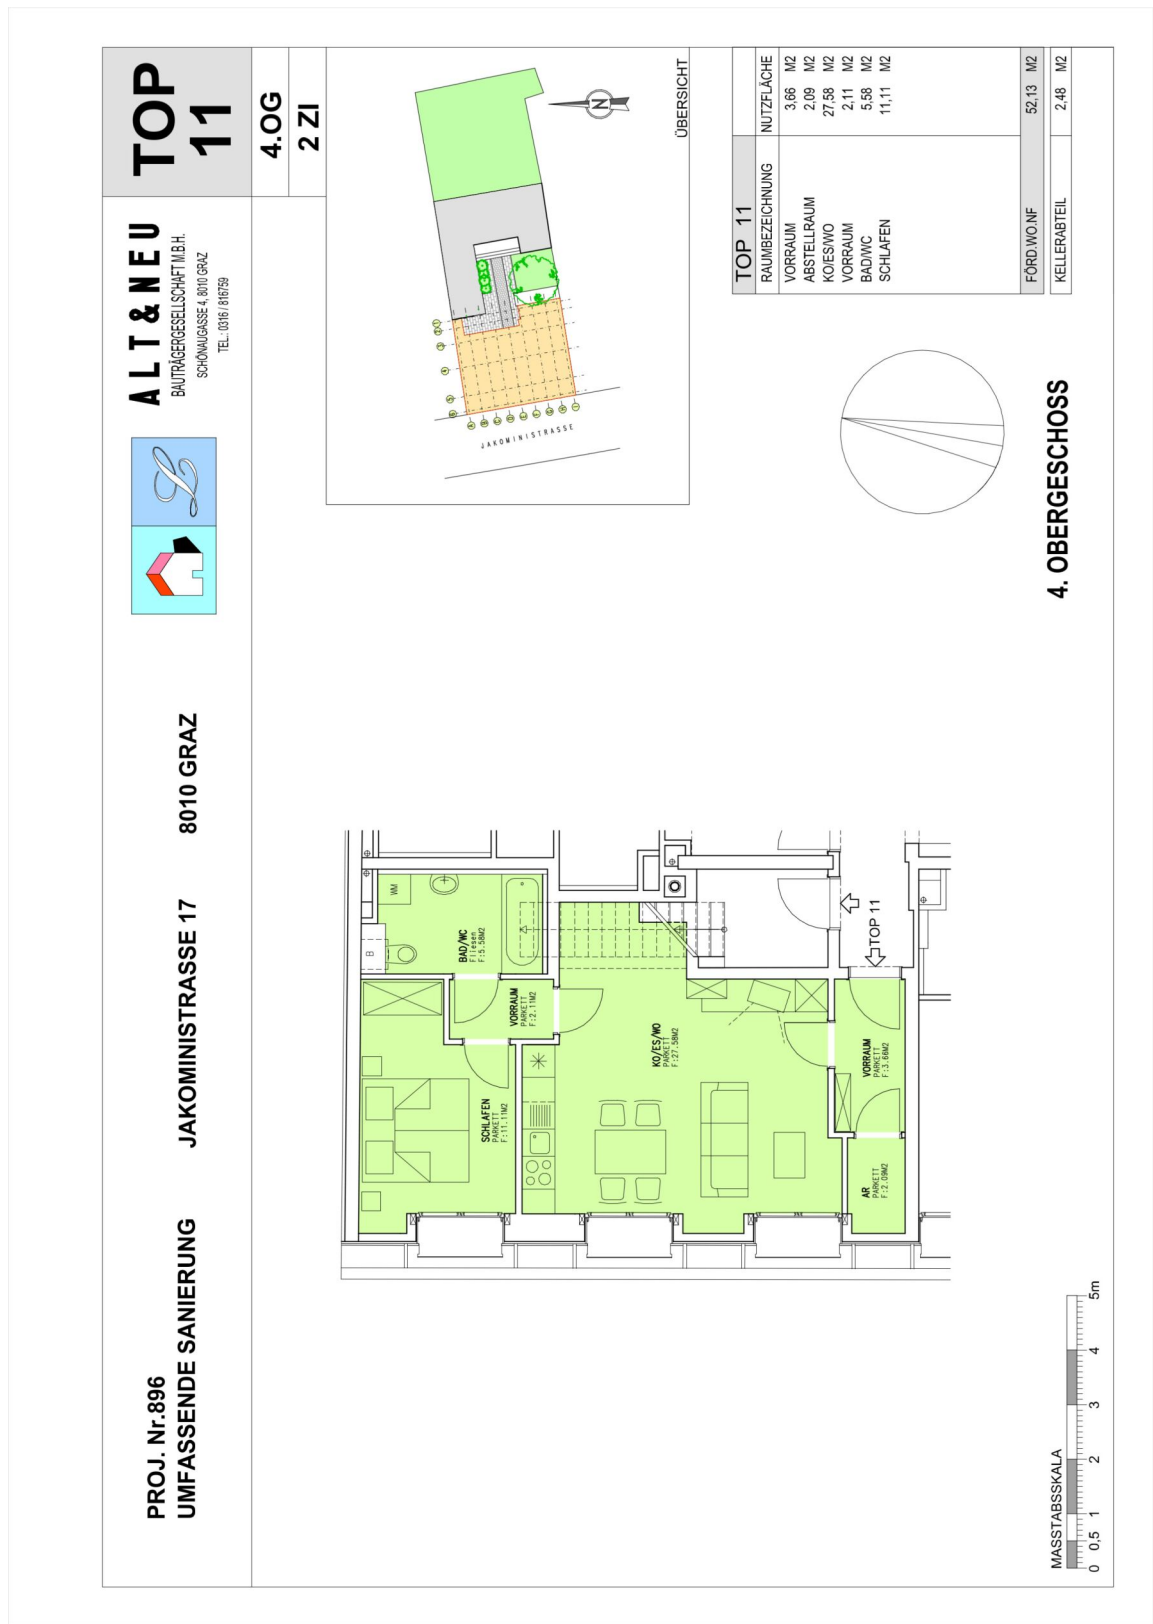 PROJ. Nr.896
UMFASSENDE SANIERUNG JAKOMINISTRASSE 17 8010 GRAZ
ALT & NEU
BAUTRÄGERGESELLSCHAFT M.B.H.
SCHÖNAUGASSE 4, 8010 GRAZ
TEL.: 0316 / 816759
TOP
11
4.OG
2 ZI
N
JAKOMINISTRASSE
A
ÜBERSICHT
BAD/WC
Fliesen
F:5.58M2
WM
B
VORRAUM
PARKETT
F:2.11M2
SCHLAFEN
PARKETT
F:11.11M2
KO/ES/WO
PARKETT
F:27.58M2
VORRAUM
PARKETT
F:3.66M2
AR
PARKETT
F:2.09M2
TOP 11
TOP 11
RAUMBEZEICHNUNG NUTZFLÄCHE
VORRAUM 3,66 M2
ABSTELLRAUM 2,09 M2
KO/ES/WO 27,58 M2
VORRAUM 2,11 M2
BAD/WC 5,58 M2
SCHLAFEN 11,11 M2
FÖRD.WO.NF 52,13 M2
KELLERABTEIL 2,48 M2
4. OBERGESCHOSS
MASSTABSSKALA
0 0,5 1 2 3 4 5m